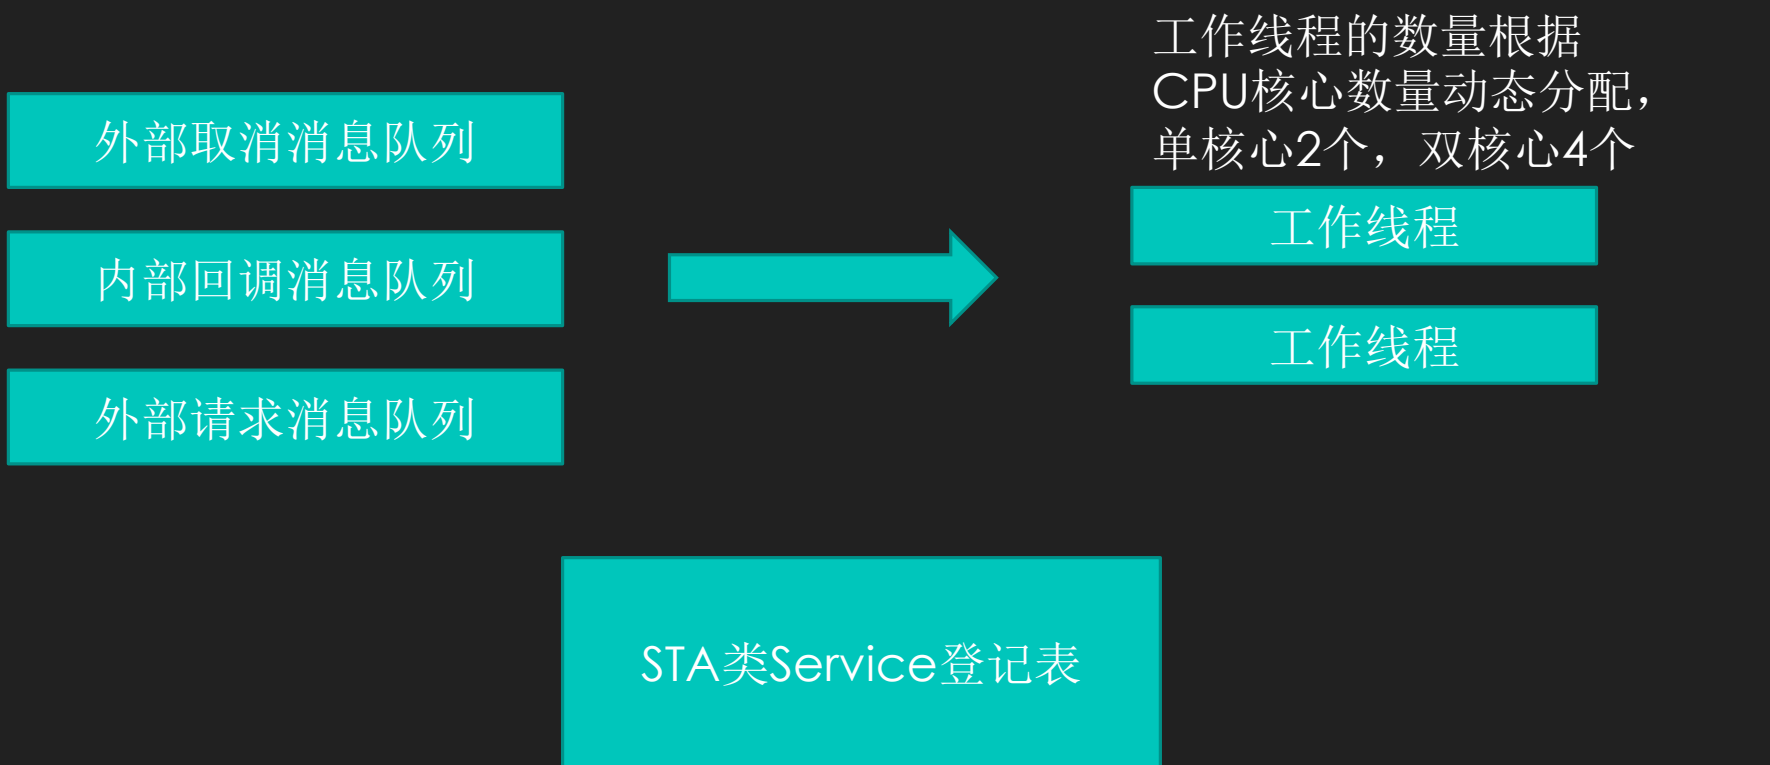 工作线程的数量根据
CPU核心数量动态分配，
单核心2个，双核心4个
外部取消消息队列
内部回调消息队列
外部请求消息队列
工作线程
工作线程
STA类Service登记表